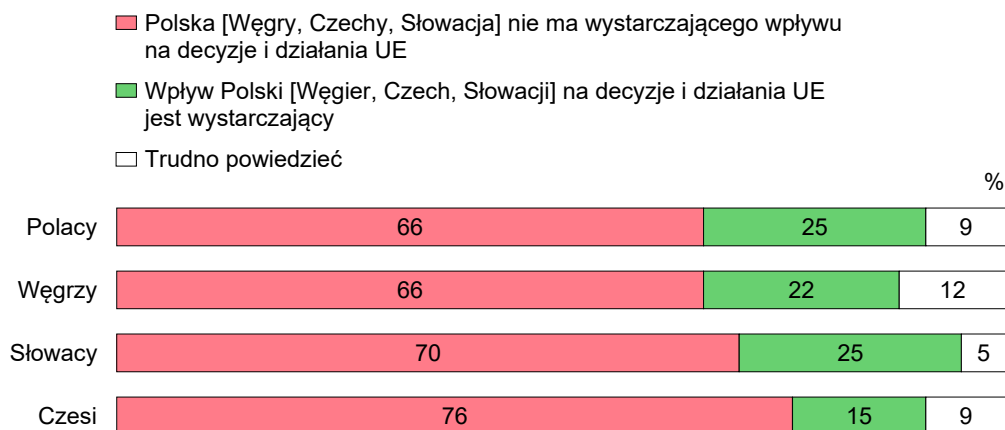 Polska [Węgry, Czechy, Słowacja] nie ma wystarczającego wpływu
na decyzje i działania UE
Wpływ Polski [Węgier, Czech, Słowacji] na decyzje i działania UE
jest wystarczający
Trudno powiedzieć
%
Polacy 66 25 9
Węgrzy 66 22 12
Słowacy 70 25 5
Czesi 76 15 9